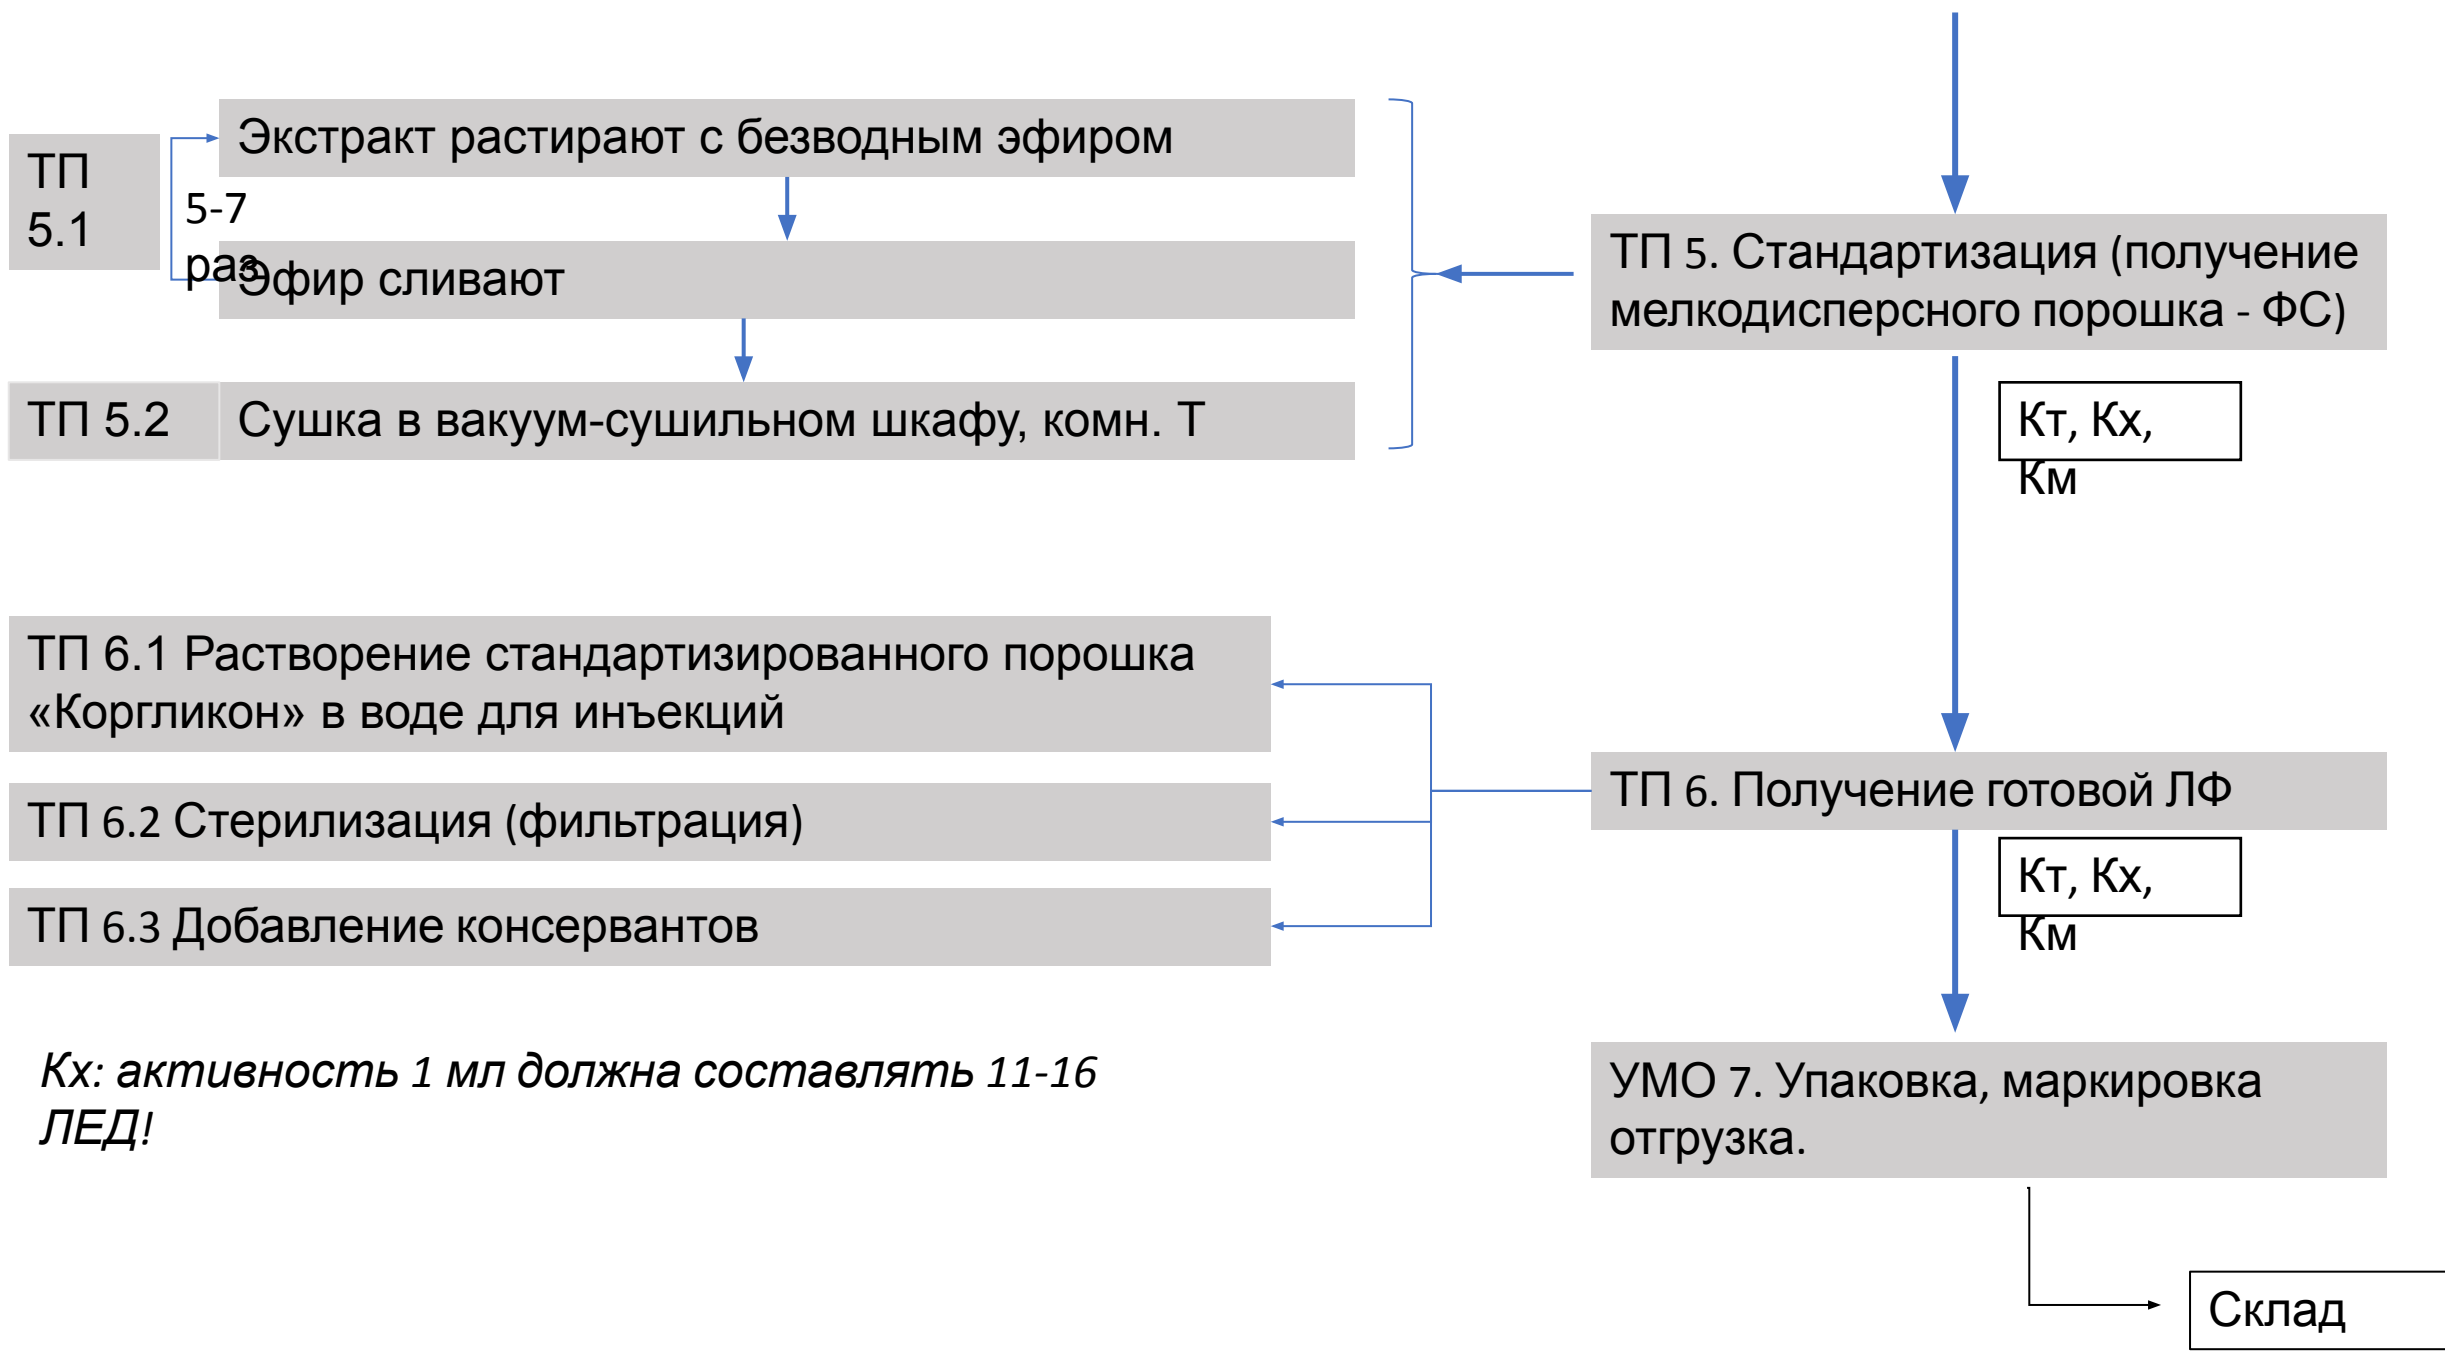 ТП
5.1
Экстракт растирают с безводным эфиром
5-7
раз
Эфир сливают
ТП 5.2
Сушка в вакуум-сушильном шкафу, комн. Т
ТП 5. Стандартизация (получение
мелкодисперсного порошка - ФС)
Кт, Кх,
Км
ТП 6.1 Растворение стандартизированного порошка
«Коргликон» в воде для инъекций
ТП 6.2 Стерилизация (фильтрация)
ТП 6.3 Добавление консервантов
ТП 6. Получение готовой ЛФ
Кт, Кх,
Км
Кх: активность 1 мл должна составлять 11-16
ЛЕД!
УМО 7. Упаковка, маркировка
отгрузка.
Склад